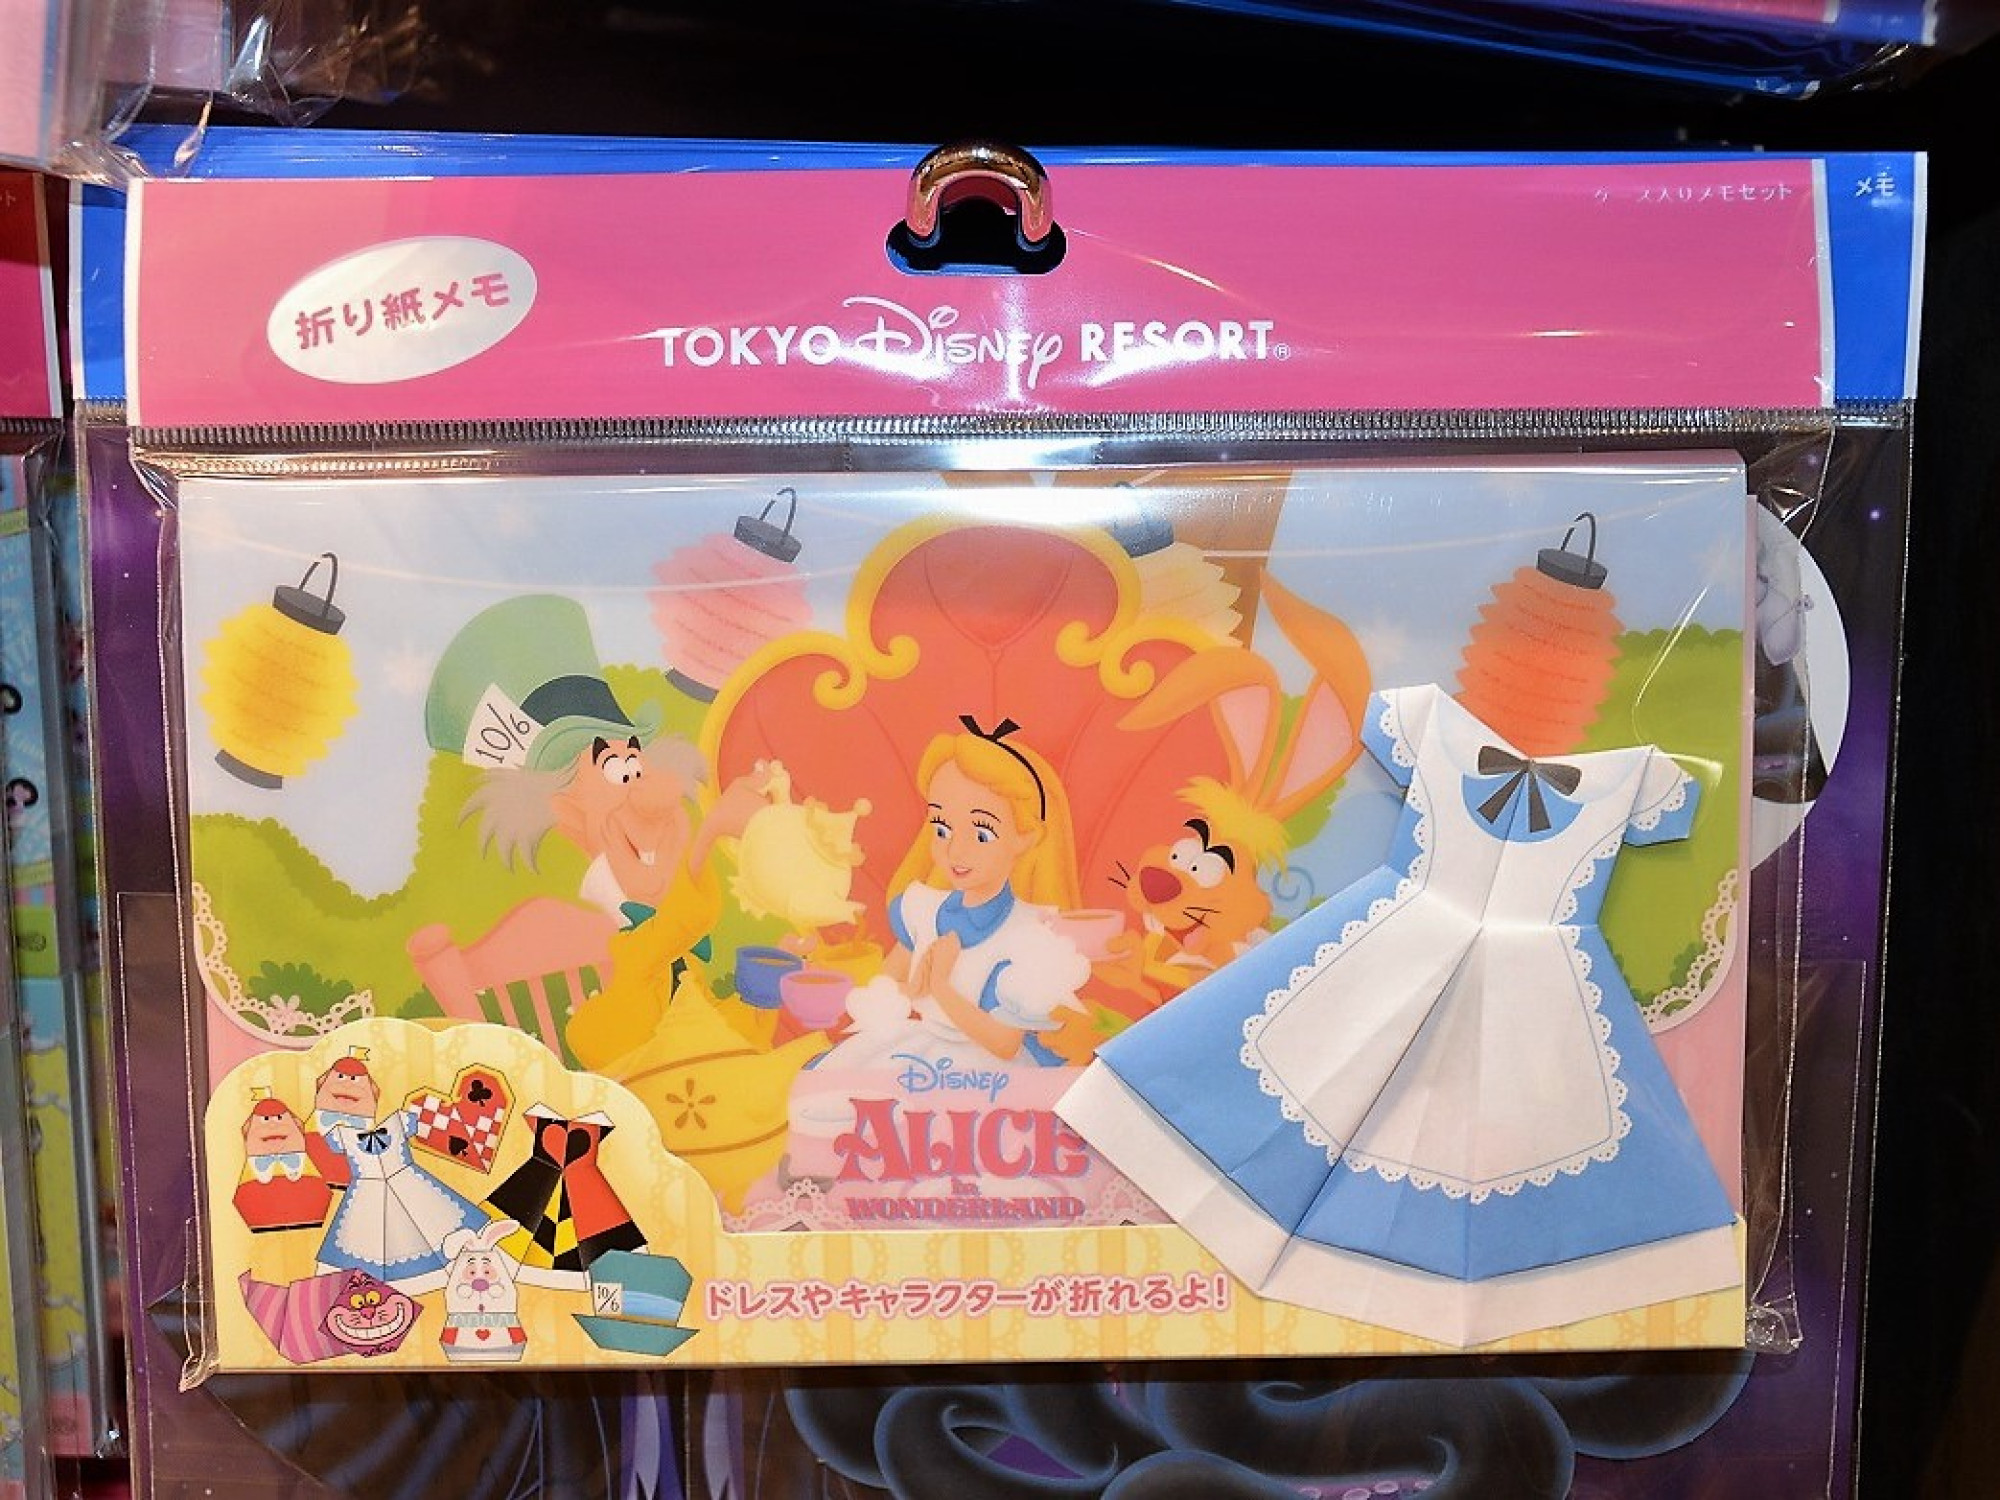 ケース入りメモセット
メモ
折り紙メモ
TOKYO Disney RESORT®
10/6
Disney
ALICE
in
WONDERLAND
10/6
ドレスやキャラクターが折れるよ!